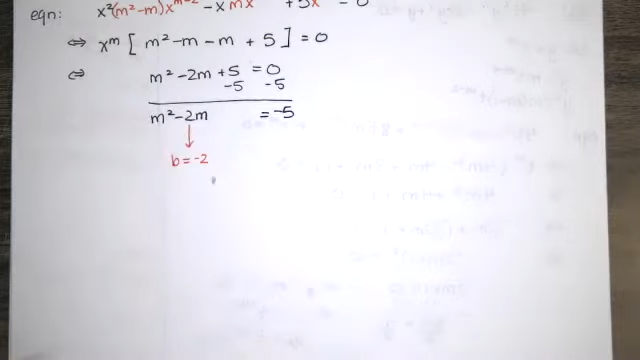 eqn: x²(m²-m)x^(m-2) - x mx + 5x = 0
⇔ x^m [ m² - m - m + 5 ] = 0
⇔ m² - 2m + 5 = 0
-5 -5
m² - 2m = -5
b = -2